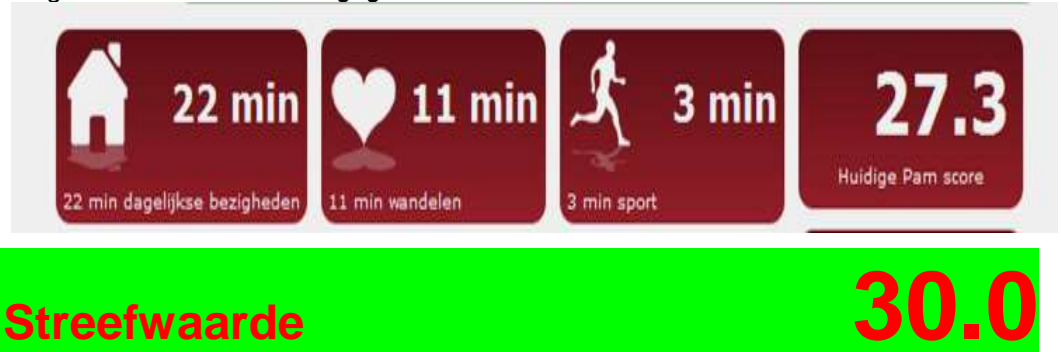 22 min
22 min dagelijkse bezigheden
11 min
11 min wandelen
3 min
3 min sport
27.3
Huidige Pam score
Streefwaarde 30.0